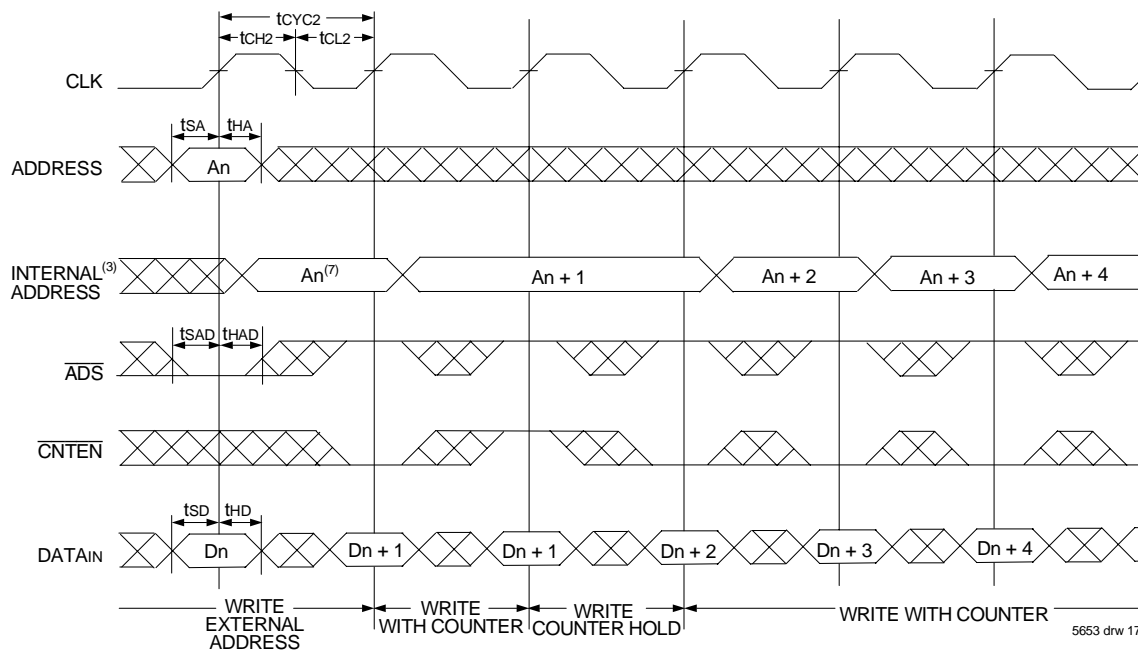 tCYC2
tCH2 tCL2
CLK
tSA tHA
ADDRESS An
INTERNAL(3)
ADDRESS
An(7) An + 1 An + 2 An + 3 An + 4
tSAD tHAD
ADS
CNTEN
tSD tHD
DATAIN Dn Dn + 1 Dn + 1 Dn + 2 Dn + 3 Dn + 4
WRITE
EXTERNAL
ADDRESS
WRITE
WITH COUNTER
WRITE
COUNTER HOLD
WRITE WITH COUNTER
5653 drw 17